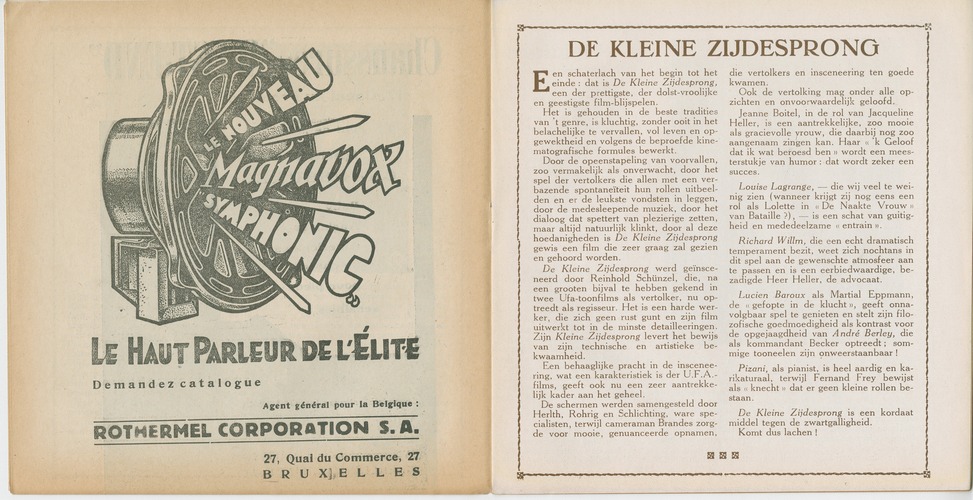 LE NOUVEAU
Magnavox
SYMPHONIC
LE HAUT PARLEUR DE L'ÉLITE
Demandez catalogue
Agent général pour la Belgique :
ROTHERMEL CORPORATION S. A.
27, Quai du Commerce, 27
BRUXELLES
DE KLEINE ZIJDESPRONG
Een schaterlach van het begin tot het
einde : dat is De Kleine Zijdesprong,
een der prettigste, der dolst-vroolijke
en geestigste film-blijspelen.
Het is gehouden in de beste tradities
van 't genre, is kluchtig, zonder ooit in het
belachelijke te vervallen, vol leven en op-
gewektheid en volgens de beproefde kine-
matografische formules bewerkt.
Door de opeenstapeling van voorvallen,
zoo vermakelijk als onverwacht, door het
spel der vertolkers die allen met een ver-
bazende spontaneïteit hun rollen uitbeel-
den en er de leukste vondsten in leggen,
door de medesleepende muziek, door het
dialoog dat spettert van plezierige zetten,
maar altijd natuurlijk klinkt, door al deze
hoedanigheden is De Kleine Zijdesprong
gewis een film die zeer graag zal gezien
en gehoord worden.
De Kleine Zijdesprong werd geïnsce-
neerd door Reinhold Schünzel, die, na
een grooten bijval te hebben gekend in
twee Ufa-toonfilms als vertolker, nu op-
treedt als regisseur. Het is een harde wer-
ker, die zich geen rust gunt en zijn film
uitwerkt tot in de minste detailleeringen.
Zijn Kleine Zijdesprong levert het bewijs
van zijn technische en artistieke be-
kwaamheid.
Een behaaglijke pracht in de inscenee-
ring, wat een karakteristiek is der U.F.A.-
films, geeft ook nu een zeer aantrekke-
lijk kader aan het geheel.
De schermen werden samengesteld door
Herlth, Rohrig en Schlichting, ware spe-
cialisten, terwijl cameraman Brandes zorg-
de voor mooie, genuanceerde opnamen,
die vertolkers en insceneering ten goede
kwamen.
Ook de vertolking mag onder alle op-
zichten en onvoorwaardelijk geloofd.
Jeanne Boitel, in de rol van Jacqueline
Heller, is een aantrekkelijke, zoo mooie
als gracievolle vrouw, die daarbij nog zoo
aangenaam zingen kan. Haar « 'k Geloof
dat ik wat beroesd ben » wordt een mees-
terstukje van humor : dat wordt zeker een
succes.
Louise Lagrange, — die wij veel te wei-
nig zien (wanneer krijgt zij nog eens een
rol als Lolette in « De Naakte Vrouw »
van Bataille ?), — is een schat van guitig-
heid en mededeelzame « entrain ».
Richard Willm, die een echt dramatisch
temperament bezit, weet zich nochtans in
dit spel aan de gewenschte atmosfeer aan
te passen en is een eerbiedwaardige, be-
zadigde Heer Heller, de advocaat.
Lucien Baroux als Martial Eppmann,
de « gefopte in de klucht », geeft onna-
volgbaar spel te genieten en stelt zijn filo-
zofische goedmoedigheid als kontrast voor
de opgejaagdheid van André Berley, die
als kommandant Becker optreedt ; som-
mige tooneelen zijn onweerstaanbaar !
Pizani, als pianist, is heel aardig en ka-
rikaturaal, terwijl Fernand Frey bewijst
als « knecht » dat er geen kleine rollen be-
staan.
De Kleine Zijdesprong is een kordaat
middel tegen de zwartgalligheid.
Komt dus lachen !